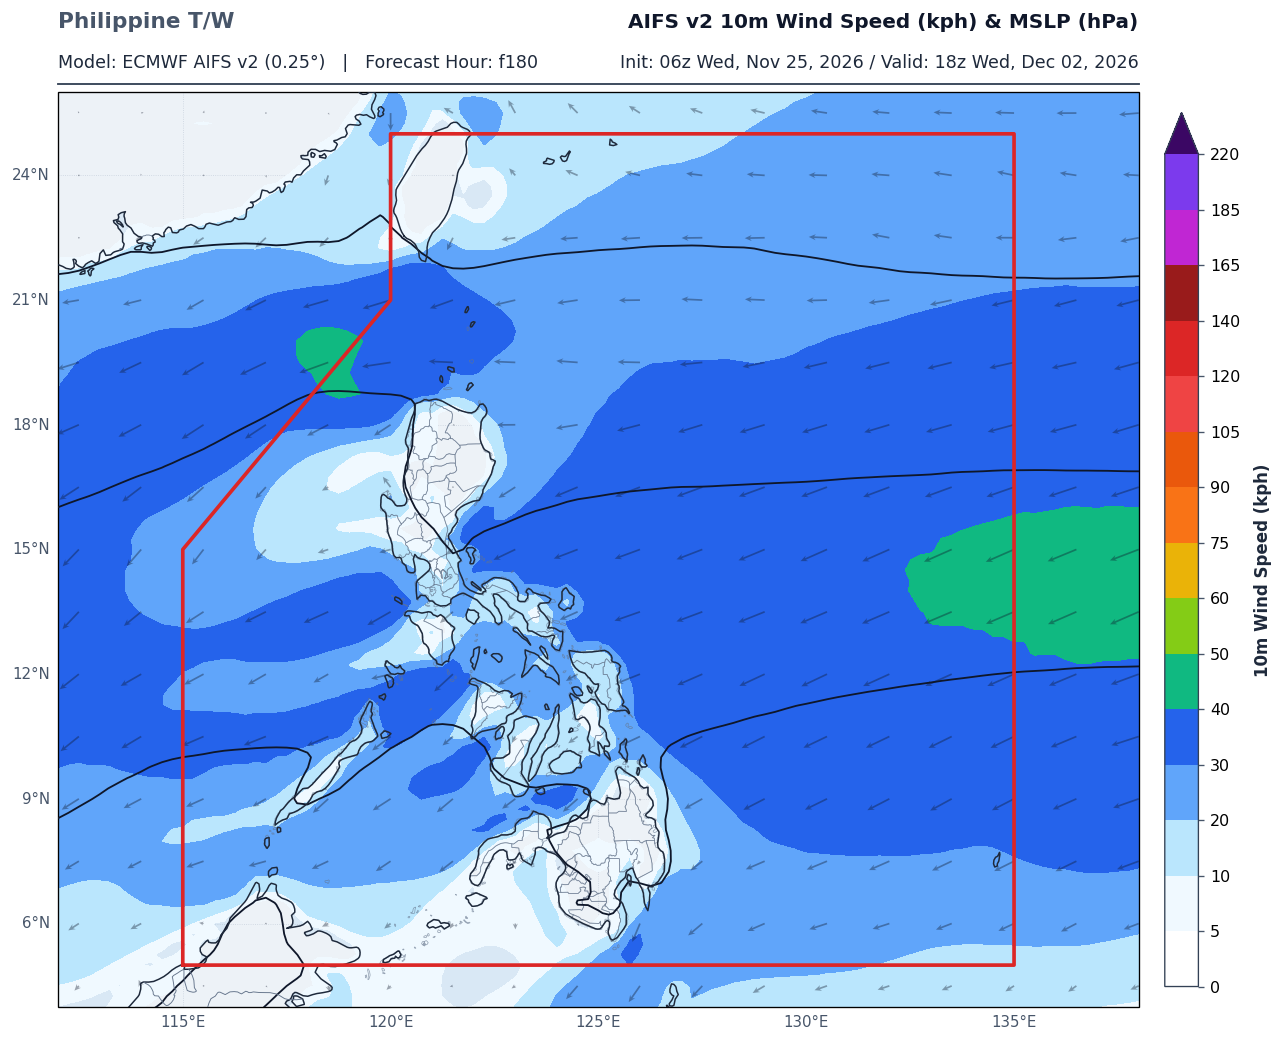 Philippine T/W
AIFS v2 10m Wind Speed (kph) & MSLP (hPa)
Model: ECMWF AIFS v2 (0.25°) | Forecast Hour: f180
Init: 06z Wed, Nov 25, 2026 / Valid: 18z Wed, Dec 02, 2026
24°N
21°N
18°N
15°N
12°N
9°N
6°N
115°E
120°E
125°E
130°E
135°E
220
185
165
140
120
105
90
75
60
50
40
30
20
10
5
0
10m Wind Speed (kph)